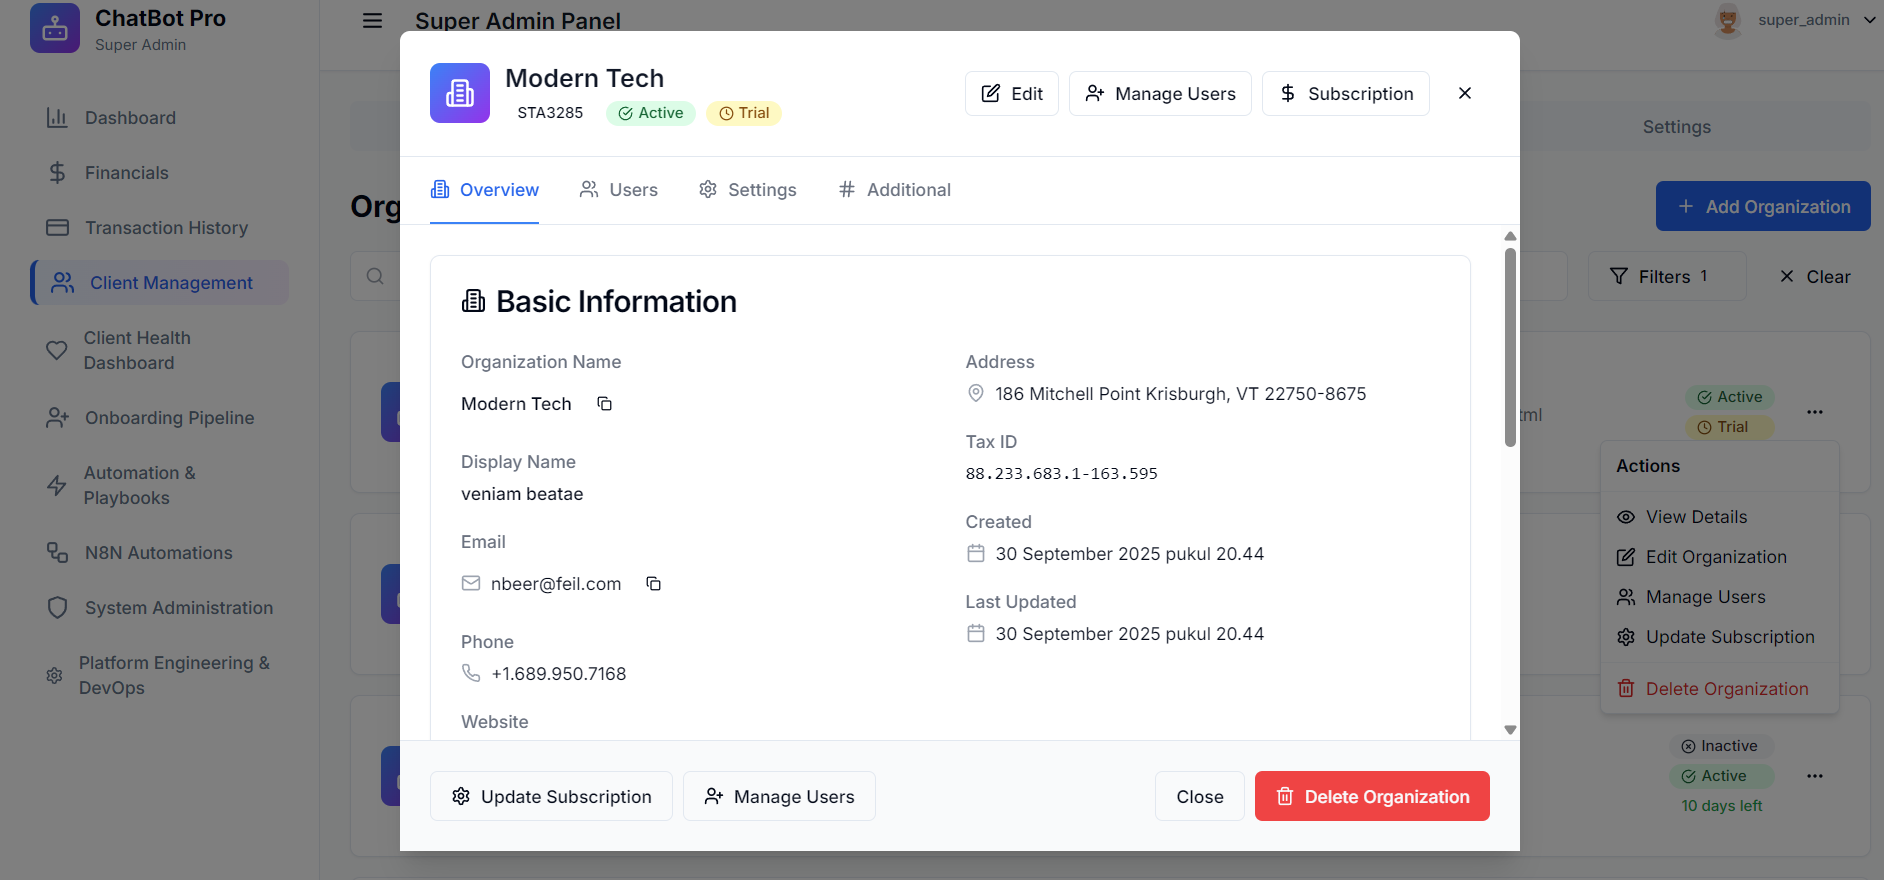 ChatBot Pro
Super Admin
Super Admin Panel
super_admin
Dashboard
Financials
Transaction History
Client Management
Client Health
Dashboard
Onboarding Pipeline
Automation &
Playbooks
N8N Automations
System Administration
Platform Engineering &
DevOps
Settings
Org
Add Organization
Filters 1
Clear
tml
Active
Trial
Actions
View Details
Edit Organization
Manage Users
Update Subscription
Delete Organization
Inactive
Active
10 days left
Modern Tech
STA3285
Active
Trial
Edit
Manage Users
Subscription
Overview
Users
Settings
Additional
Basic Information
Organization Name
Modern Tech
Display Name
veniam beatae
Email
nbeer@feil.com
Phone
+1.689.950.7168
Website
Address
186 Mitchell Point Krisburgh, VT 22750-8675
Tax ID
88.233.683.1-163.595
Created
30 September 2025 pukul 20.44
Last Updated
30 September 2025 pukul 20.44
Update Subscription
Manage Users
Close
Delete Organization